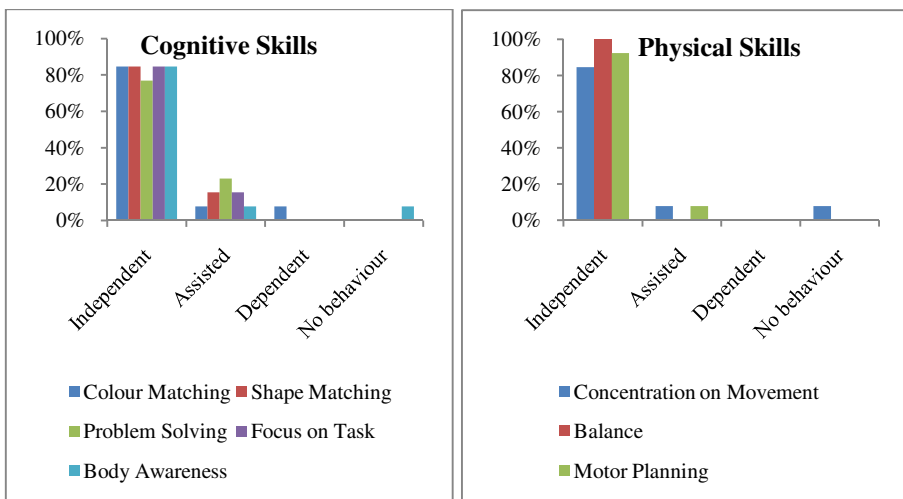 Cognitive Skills
100%
80%
60%
40%
20%
0%
Independent
Assisted
Dependent
No behaviour
Colour Matching Shape Matching
Problem Solving Focus on Task
Body Awareness
Physical Skills
100%
80%
60%
40%
20%
0%
Independent
Assisted
Dependent
No behaviour
Concentration on Movement
Balance
Motor Planning